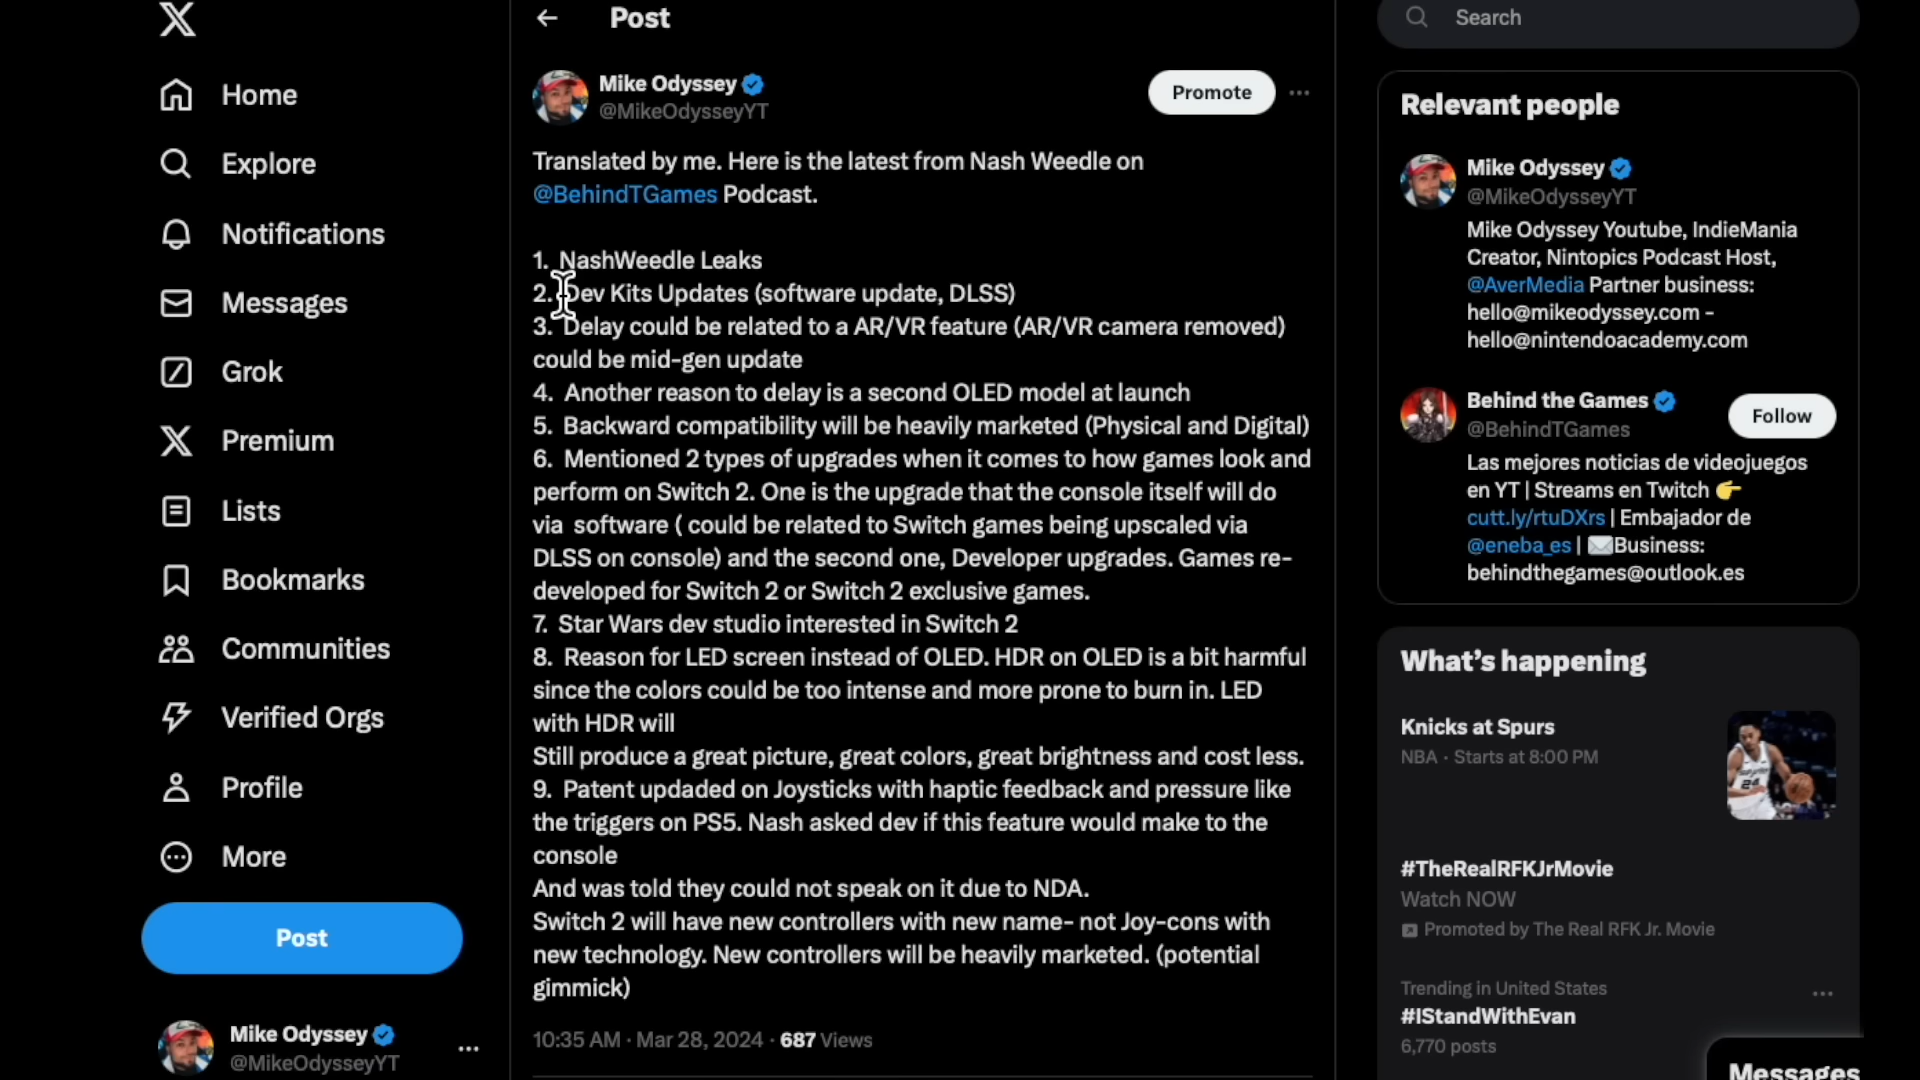 Home
Explore
Notifications
Messages
Grok
Premium
Lists
Bookmarks
Communities
Verified Orgs
Profile
More
Post
Mike Odyssey
@MikeOdysseyYT
Post
Mike Odyssey
@MikeOdysseyYT
Promote
Translated by me. Here is the latest from Nash Weedle on
@BehindTGames Podcast.
1. NashWeedle Leaks
2. Dev Kits Updates (software update, DLSS)
3. Delay could be related to a AR/VR feature (AR/VR camera removed)
could be mid-gen update
4. Another reason to delay is a second OLED model at launch
5. Backward compatibility will be heavily marketed (Physical and Digital)
6. Mentioned 2 types of upgrades when it comes to how games look and
perform on Switch 2. One is the upgrade that the console itself will do
via software ( could be related to Switch games being upscaled via
DLSS on console) and the second one, Developer upgrades. Games re-
developed for Switch 2 or Switch 2 exclusive games.
7. Star Wars dev studio interested in Switch 2
8. Reason for LED screen instead of OLED. HDR on OLED is a bit harmful
since the colors could be too intense and more prone to burn in. LED
with HDR will
Still produce a great picture, great colors, great brightness and cost less.
9. Patent updaded on Joysticks with haptic feedback and pressure like
the triggers on PS5. Nash asked dev if this feature would make to the
console
And was told they could not speak on it due to NDA.
Switch 2 will have new controllers with new name- not Joy-cons with
new technology. New controllers will be heavily marketed. (potential
gimmick)
10:35 AM · Mar 28, 2024 · 687 Views
Search
Relevant people
Mike Odyssey
@MikeOdysseyYT
Mike Odyssey Youtube, IndieMania
Creator, Nintopics Podcast Host,
@AverMedia Partner business:
hello@mikeodyssey.com -
hello@nintendoacademy.com
Behind the Games
@BehindTGames
Follow
Las mejores noticias de videojuegos
en YT | Streams en Twitch 👉
cutt.ly/rtuDXrs | Embajador de
@eneba_es | ✉️Business:
behindthegames@outlook.es
What's happening
Knicks at Spurs
NBA · Starts at 8:00 PM
#TheRealRFKJrMovie
Watch NOW
Promoted by The Real RFK Jr. Movie
Trending in United States
#IStandWithEvan
6,770 posts
Messages